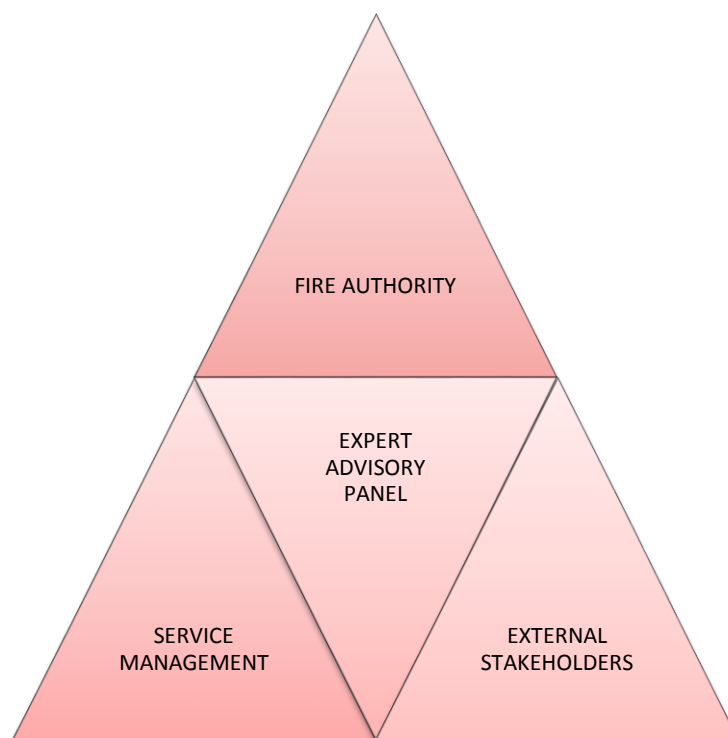 FIRE AUTHORITY
EXPERT
ADVISORY
PANEL
SERVICE
MANAGEMENT
EXTERNAL
STAKEHOLDERS